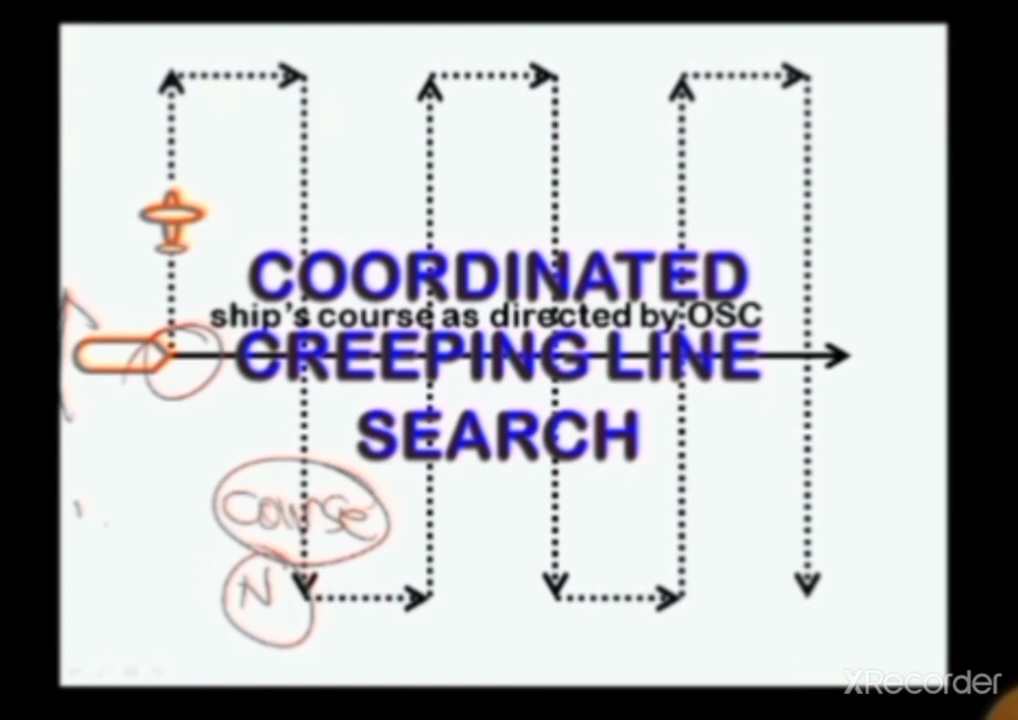 COORDINATED
ship's course as directed by OSC
CREEPING LINE
SEARCH
course
N
XRecorder